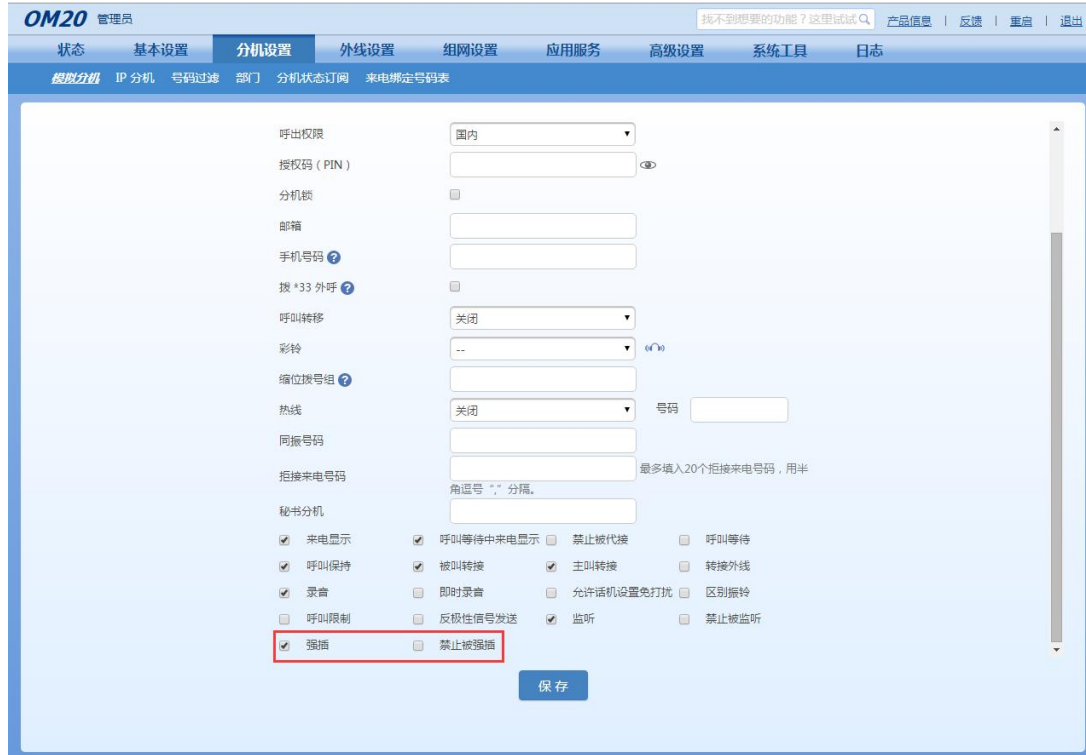 OM20 管理员 找不到想要的功能?这里试试 产品信息 | 反馈 | 重启 | 退出
状态 基本设置 分机设置 外线设置 组网设置 应用服务 高级设置 系统工具 日志
模拟分机 IP 分机 号码过滤 部门 分机状态订阅 来电绑定号码表
呼出权限 国内
授权码(PIN)
分机锁
邮箱
手机号码
拨 *33 外呼
呼叫转移 关闭
彩铃 --
缩位拨号组
热线 关闭 号码
同振号码
拒接来电号码 最多填入20个拒接来电号码,用半
角逗号 “,” 分隔。
秘书分机
来电显示 呼叫等待中来电显示 禁止被代接 呼叫等待
呼叫保持 被叫转接 主叫转接 转接外线
录音 即时录音 允许话机设置免打扰 区别振铃
呼叫限制 反极性信号发送 监听 禁止被监听
强插 禁止被强插
保存